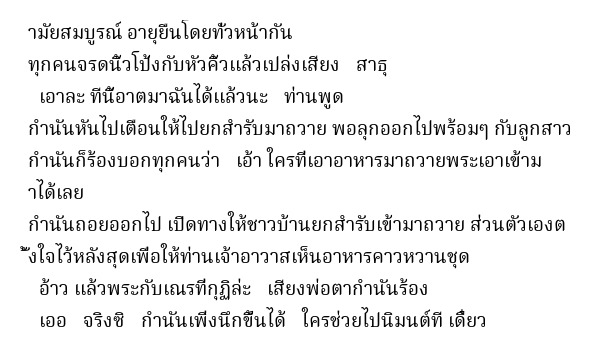 ามัยสมบูรณ์ อายุยืนโดยทั่วหน้ากัน
ทุกคนจรดนิ้วโป้งกับหัวคิ้วแล้วเปล่งเสียง สาธุ
เอาละ ทีนี้อาตมาฉันได้แล้วนะ ท่านพูด
กำนันหันไปเตือนให้ไปยกสำรับมาถวาย พอลุกออกไปพร้อมๆ กับลูกสาว
กำนันก็ร้องบอกทุกคนว่า เอ้า ใครที่เอาอาหารมาถวายพระเอาเข้าม
าได้เลย
กำนันถอยออกไป เปิดทางให้ชาวบ้านยกสำรับเข้ามาถวาย ส่วนตัวเองต
ั้งใจไว้หลังสุดเพื่อให้ท่านเจ้าอาวาสเห็นอาหารคาวหวานชุด
อ้าว แล้วพระกับเณรที่กุฏิล่ะ เสียงพ่อตากำนันร้อง
เออ จริงซิ กำนันเพิ่งนึกขึ้นได้ ใครช่วยไปนิมนต์ที เดี๋ยว